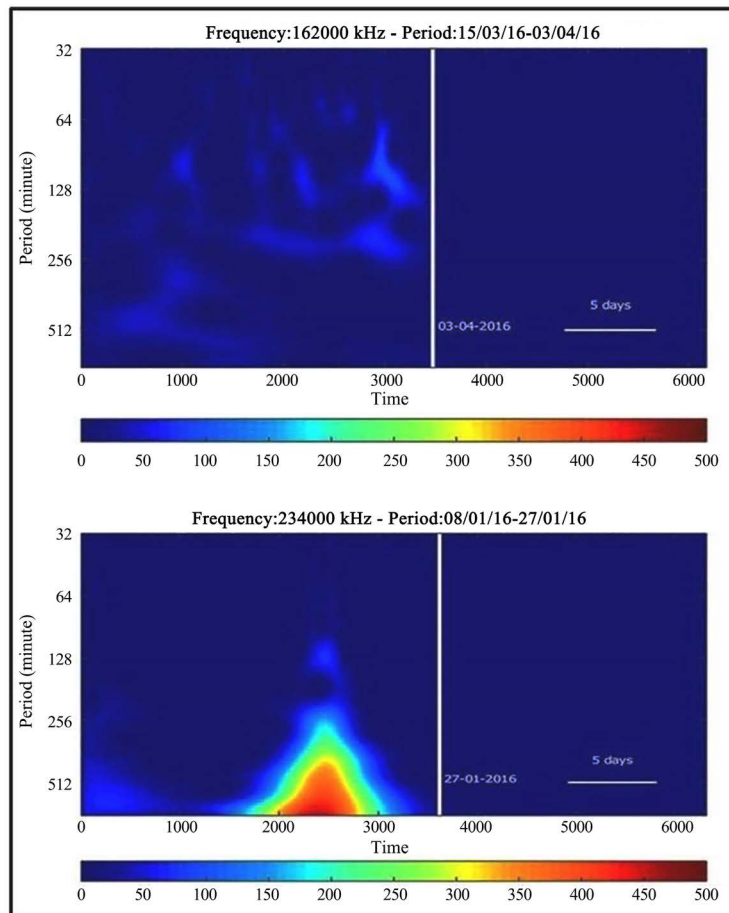 Frequency:162000 kHz - Period:15/03/16-03/04/16
32
64
128
256
512
Period (minute)
03-04-2016
5 days
0 1000 2000 3000 4000 5000 6000
Time
0 50 100 150 200 250 300 350 400 450 500
Frequency:234000 kHz - Period:08/01/16-27/01/16
32
64
128
256
512
Period (minute)
27-01-2016
5 days
0 1000 2000 3000 4000 5000 6000
Time
0 50 100 150 200 250 300 350 400 450 500